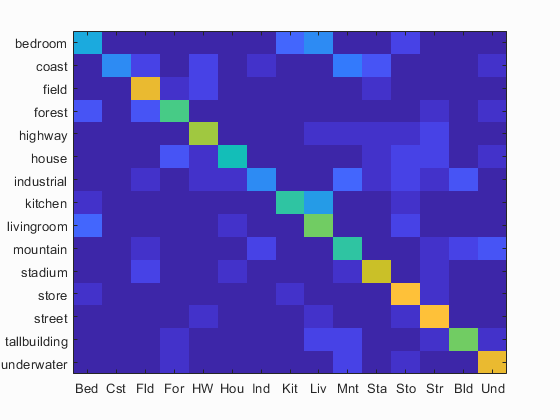 bedroom
coast
field
forest
highway
house
industrial
kitchen
livingroom
mountain
stadium
store
street
tallbuilding
underwater
Bed Cst Fld For HW Hou Ind Kit Liv Mnt Sta Sto Str Bld Und